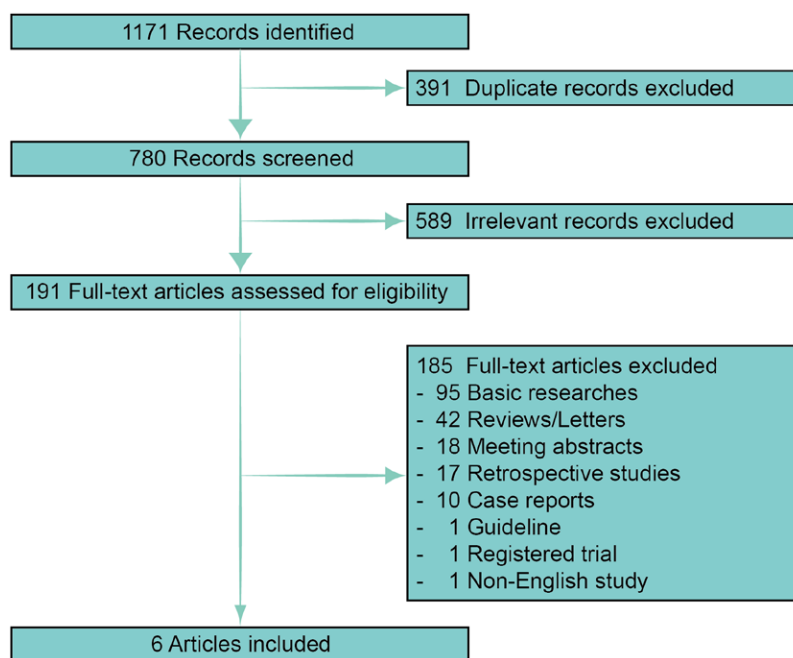 1171 Records identified
391 Duplicate records excluded
780 Records screened
589 Irrelevant records excluded
191 Full-text articles assessed for eligibility
185 Full-text articles excluded
- 95 Basic researches
- 42 Reviews/Letters
- 18 Meeting abstracts
- 17 Retrospective studies
- 10 Case reports
- 1 Guideline
- 1 Registered trial
- 1 Non-English study
6 Articles included